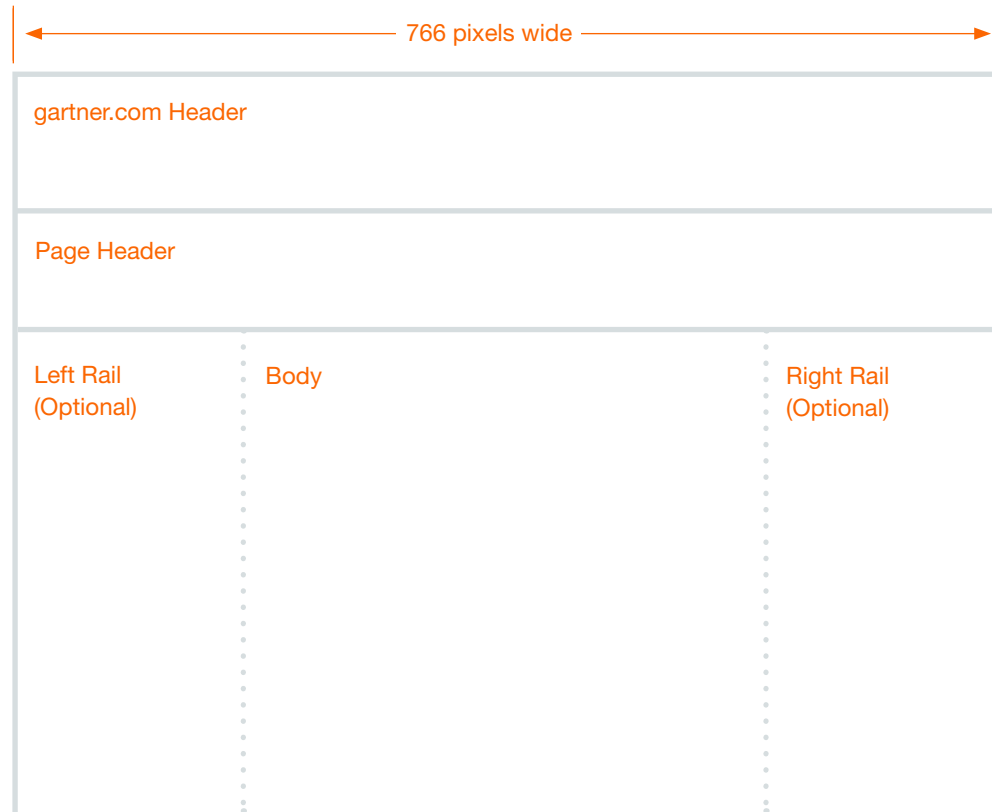 766 pixels wide
gartner.com Header
Page Header
Left Rail
(Optional)
Body
Right Rail
(Optional)